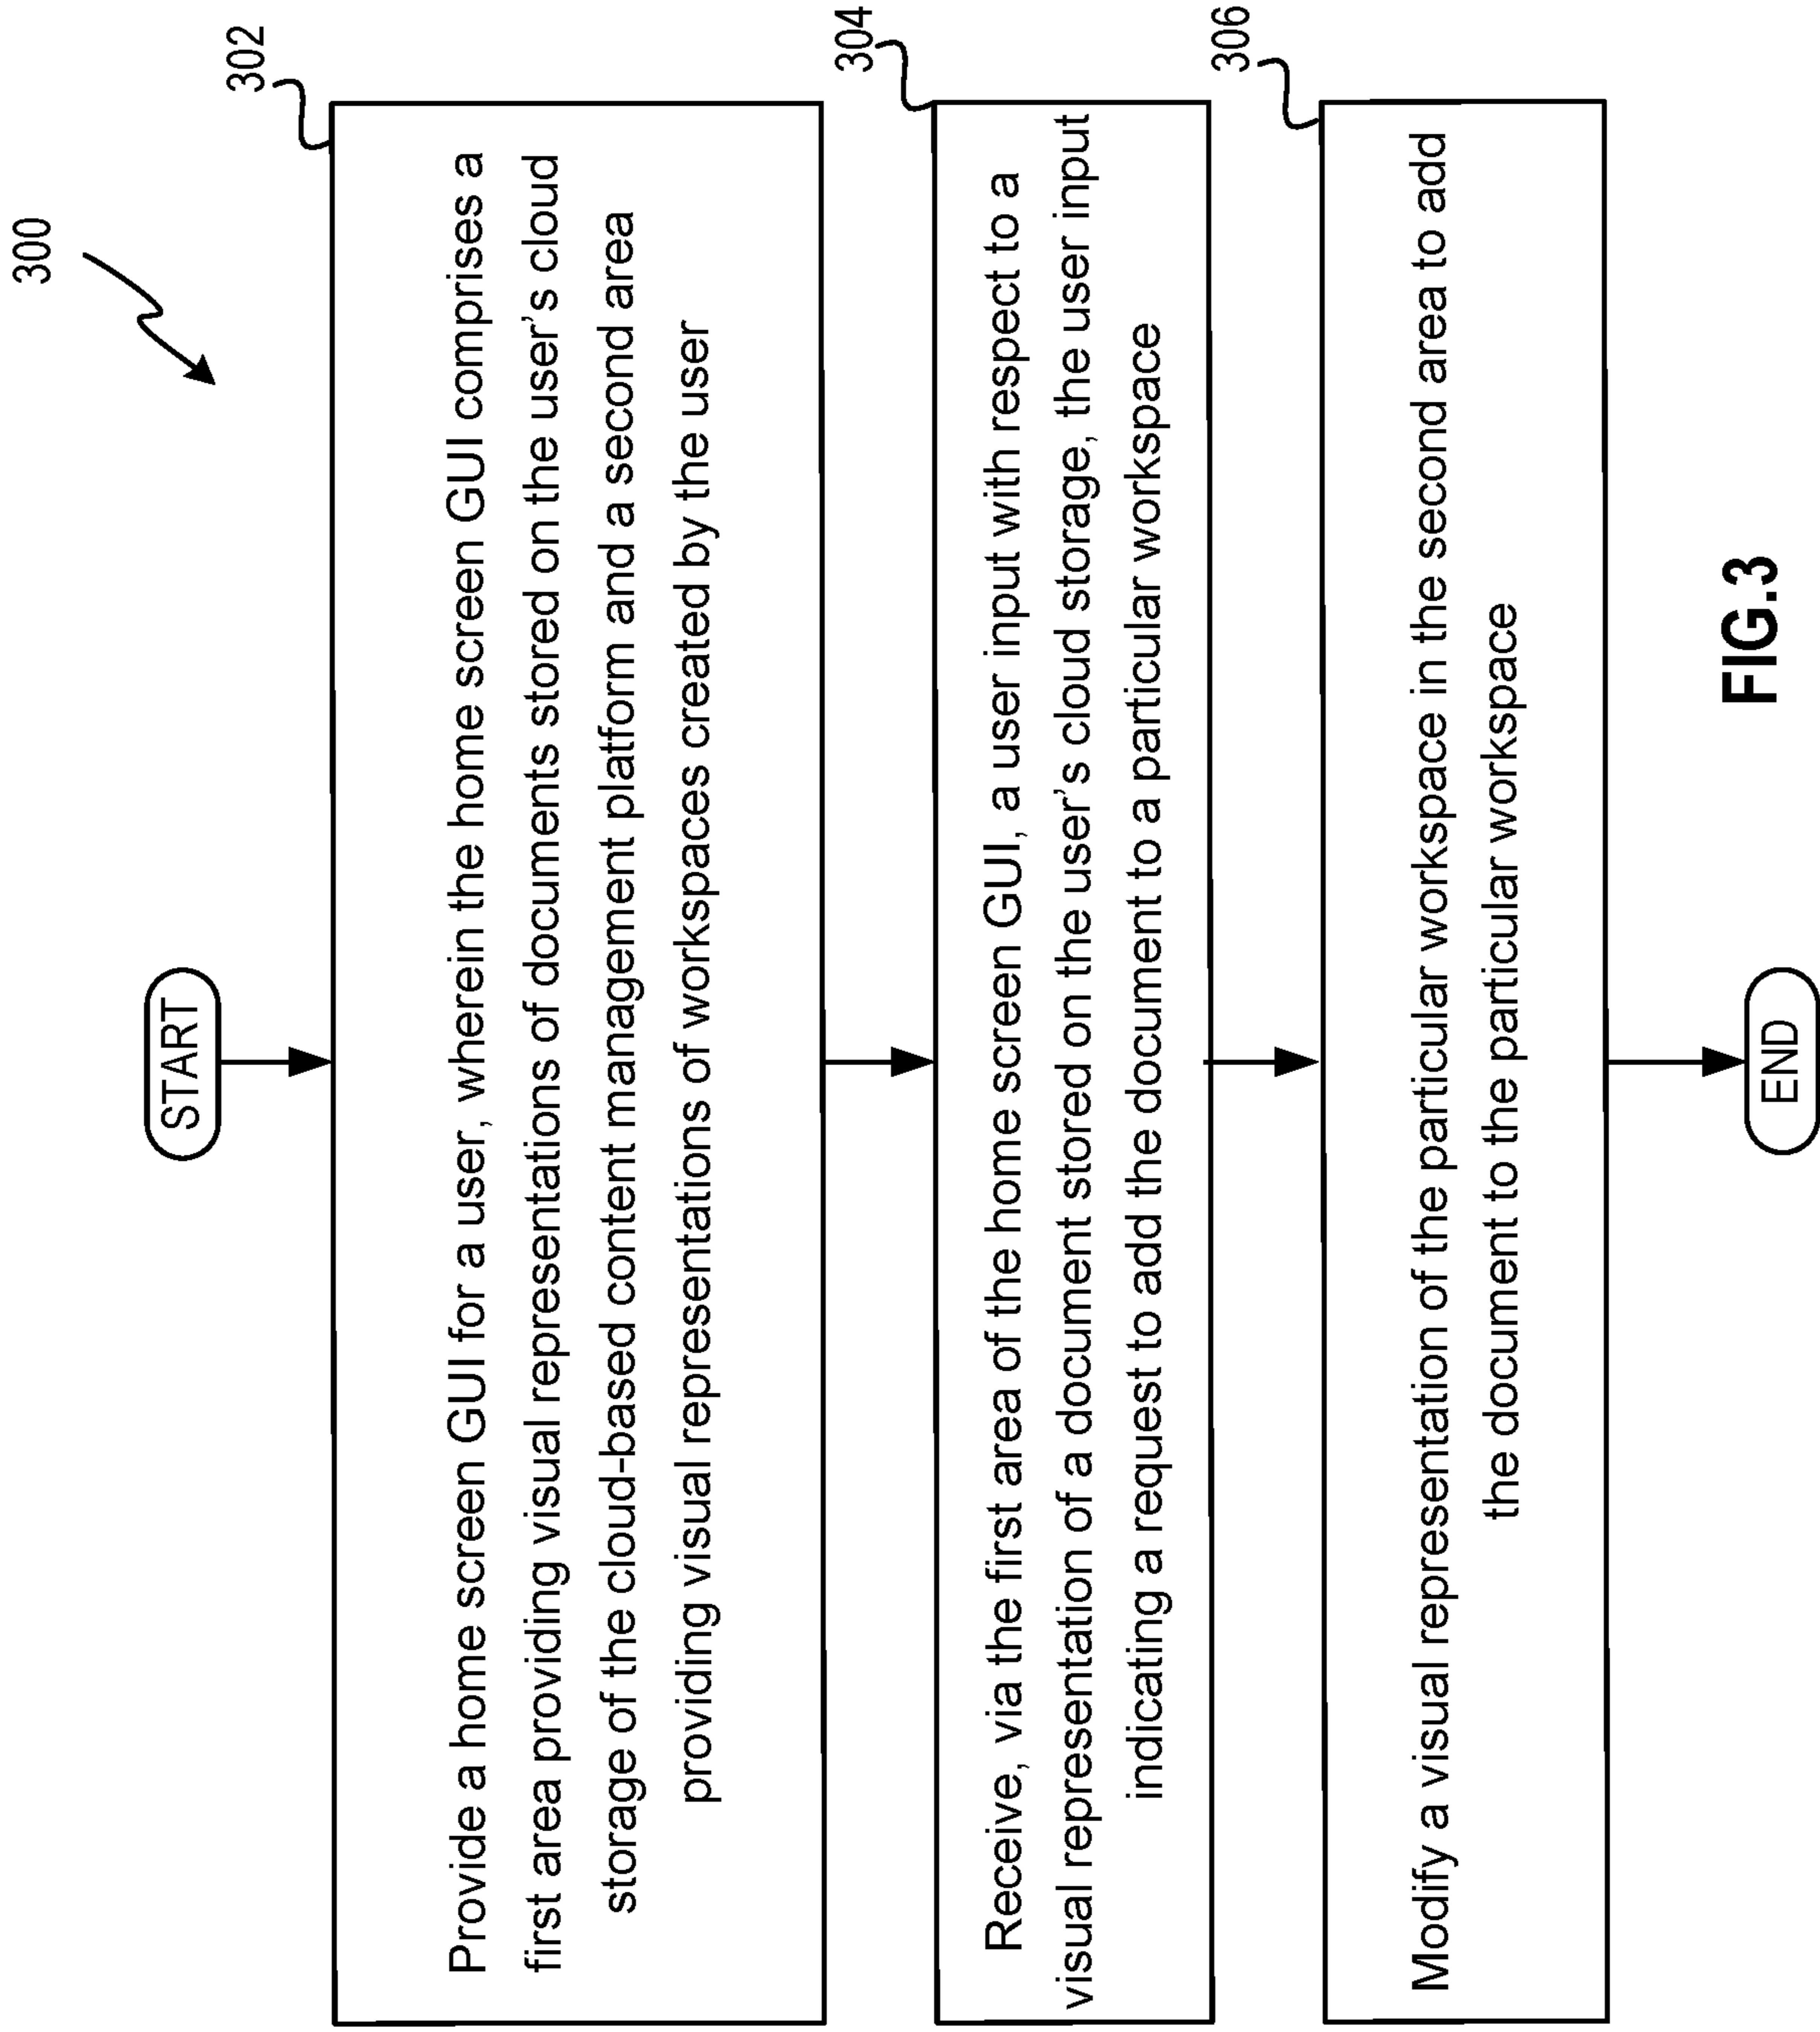 300
START
302
Provide a home screen GUI for a user, wherein the home screen GUI comprises a
first area providing visual representations of documents stored on the user's cloud
storage of the cloud-based content management platform and a second area
providing visual representations of workspaces created by the user
304
Receive, via the first area of the home screen GUI, a user input with respect to a
visual representation of a document stored on the user's cloud storage, the user input
indicating a request to add the document to a particular workspace
306
Modify a visual representation of the particular workspace in the second area to add
the document to the particular workspace
END
FIG.3